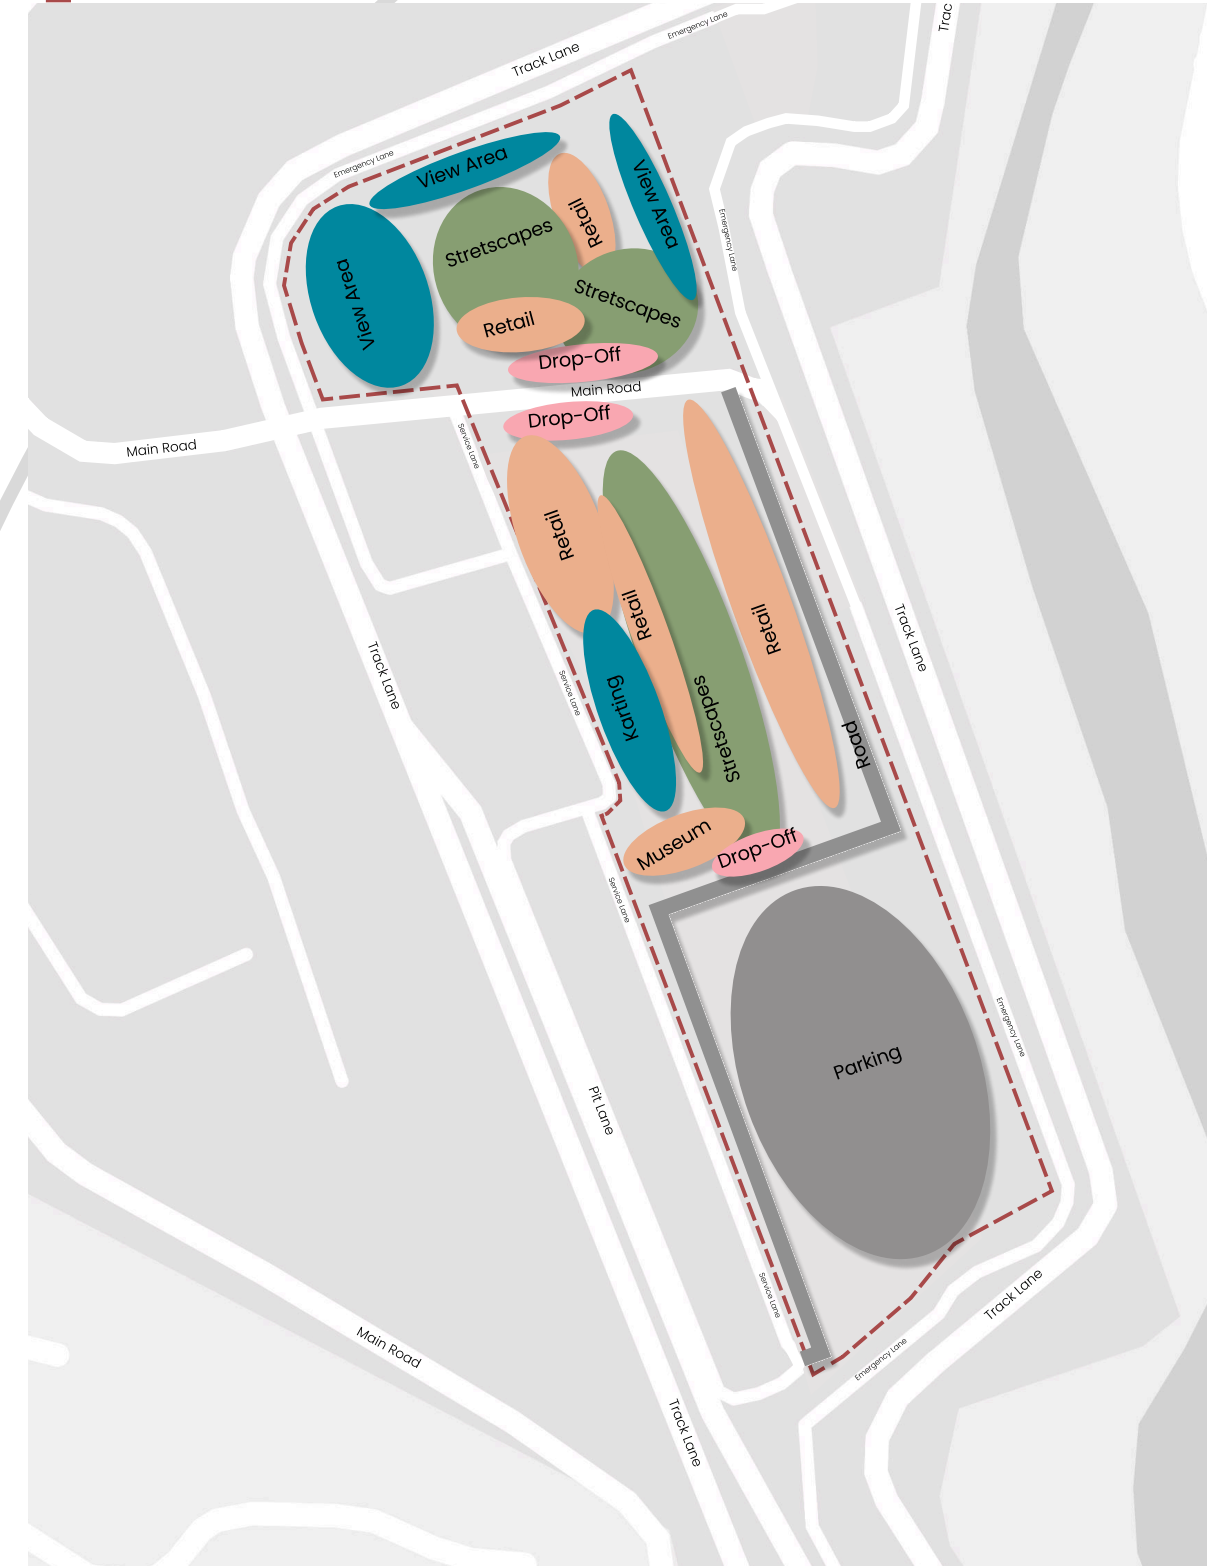 Trac
Emergency Lane
Track Lane
Emergency Lane
View Area
View Area
Retail
Stretscapes
Emergency Lane
View Area
Stretscapes
Retail
Drop-Off
Main Road
Drop-Off
Main Road
Service Lane
Retail
Retail
Retail
Track Lane
Track Lane
Service Lane
Karting
Stretscapes
Road
Museum
Drop-Off
Service Lane
Emergency Lane
Parking
Pit Lane
Service Lane
Track Lane
Main Road
Emergency Lane
Track Lane